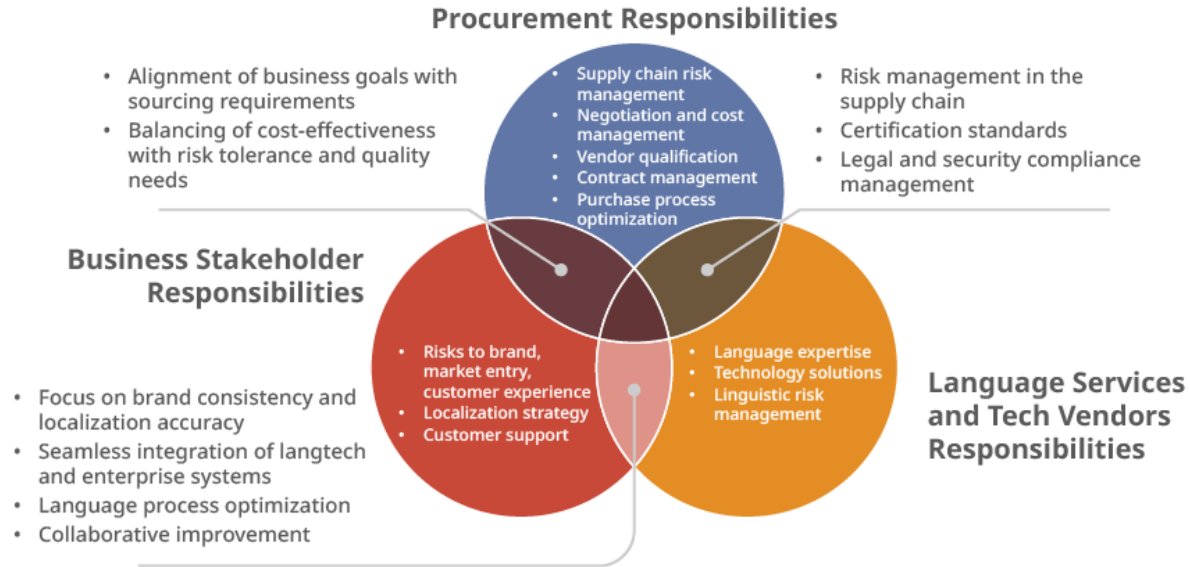 Procurement Responsibilities
• Alignment of business goals with
sourcing requirements
• Balancing of cost-effectiveness
with risk tolerance and quality
needs
• Supply chain risk
management
• Negotiation and cost
management
• Vendor qualification
• Contract management
• Purchase process
optimization
• Risk management in the
supply chain
• Certification standards
• Legal and security compliance
management
Business Stakeholder
Responsibilities
• Risks to brand,
market entry,
customer experience
• Localization strategy
• Customer support
• Language expertise
• Technology solutions
• Linguistic risk
management
Language Services
and Tech Vendors
Responsibilities
• Focus on brand consistency and
localization accuracy
• Seamless integration of langtech
and enterprise systems
• Language process optimization
• Collaborative improvement